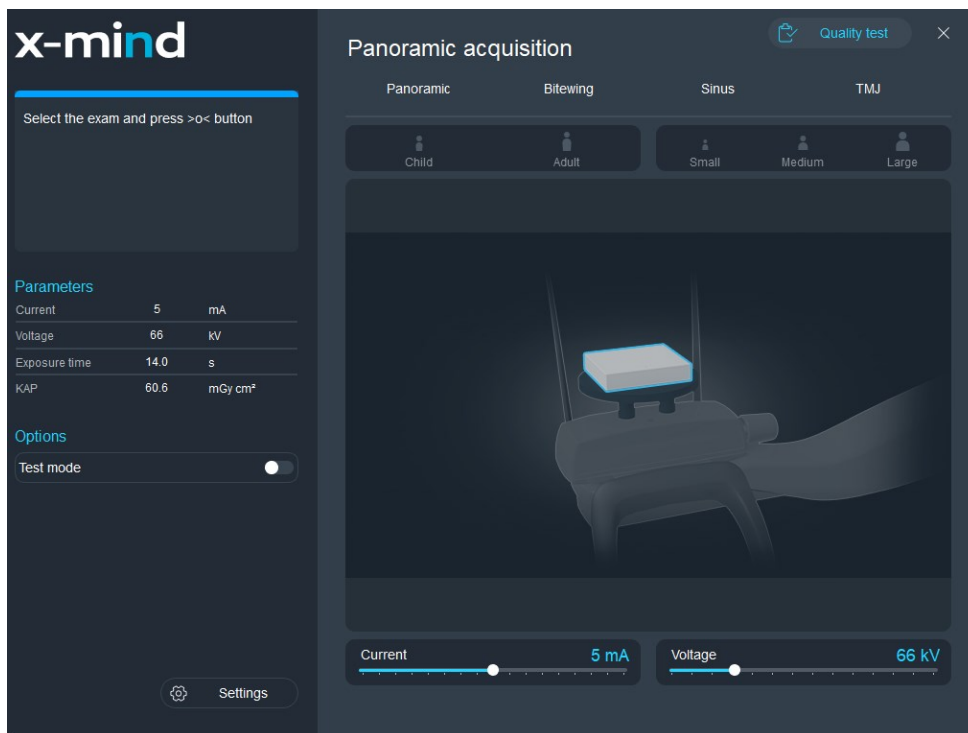 x-mind
Select the exam and press >o< button
Parameters
Current 5 mA
Voltage 66 kV
Exposure time 14.0 s
KAP 60.6 mGy cm²
Options
Test mode
Settings
Panoramic acquisition
Quality test
Panoramic Bitewing Sinus TMJ
Child Adult Small Medium Large
Current 5 mA
Voltage 66 kV